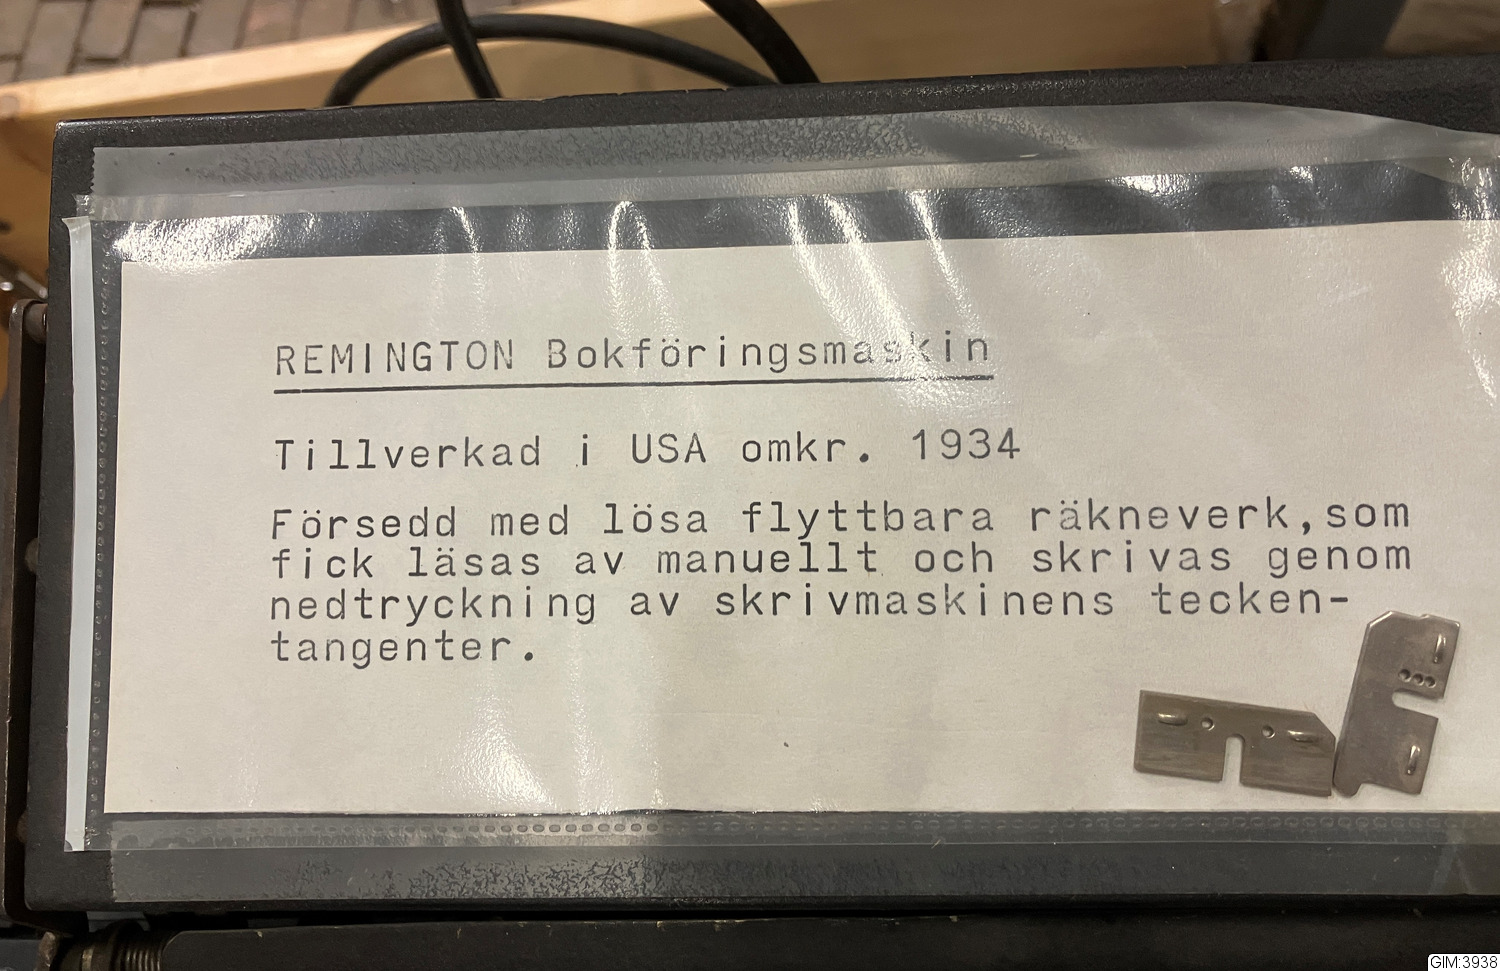 REMINGTON Bokföringsmaskin
Tillverkad i USA omkr. 1934
Försedd med lösa flyttbara räkneverk,som
fick läsas av manuellt och skrivas genom
nedtryckning av skrivmaskinens tecken-
tangenter.
GIM:3938